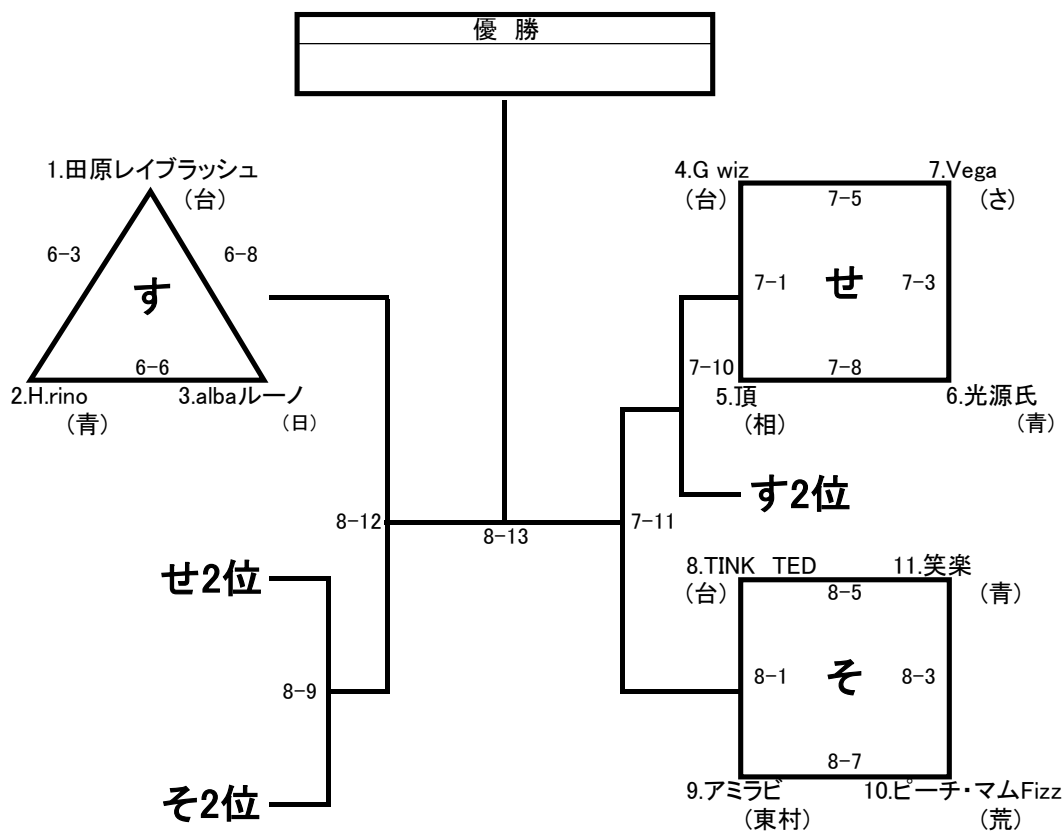 優 勝
1.田原レイブラッシュ
(台)
6-3
6-8
す
6-6
2.H.rino
(青)
3.albaルーノ
(日)
4.G wiz
(台)
7.Vega
(さ)
7-5
7-1
せ
7-3
7-8
7-10
5.頂
(相)
6.光源氏
(青)
す2位
8-12
8-13
7-11
せ2位
8-9
そ2位
8.TINK TED
(台)
11.笑楽
(青)
8-5
8-1
そ
8-3
8-7
9.アミラビ
(東村)
10.ピーチ・マムFizz
(荒)